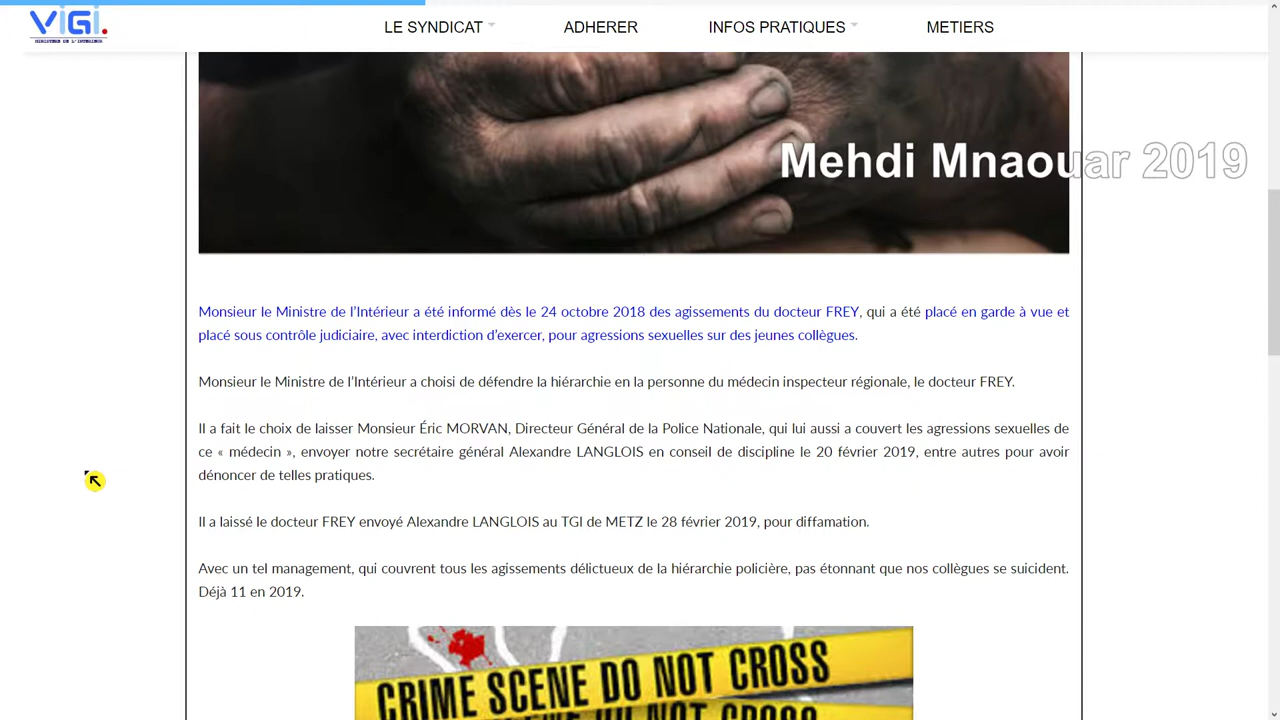 ViGi.
MINISTÈRE DE L'INTÉRIEUR
LE SYNDICAT
ADHERER
INFOS PRATIQUES
METIERS
Mehdi Mnaouar 2019
Monsieur le Ministre de l’Intérieur a été informé dès le 24 octobre 2018 des agissements du docteur FREY, qui a été placé en garde à vue et
placé sous contrôle judiciaire, avec interdiction d’exercer, pour agressions sexuelles sur des jeunes collègues.
Monsieur le Ministre de l’Intérieur a choisi de défendre la hiérarchie en la personne du médecin inspecteur régionale, le docteur FREY.
Il a fait le choix de laisser Monsieur Éric MORVAN, Directeur Général de la Police Nationale, qui lui aussi a couvert les agressions sexuelles de
ce « médecin », envoyer notre secrétaire général Alexandre LANGLOIS en conseil de discipline le 20 février 2019, entre autres pour avoir
dénoncer de telles pratiques.
Il a laissé le docteur FREY envoyé Alexandre LANGLOIS au TGI de METZ le 28 février 2019, pour diffamation.
Avec un tel management, qui couvrent tous les agissements délictueux de la hiérarchie policière, pas étonnant que nos collègues se suicident.
Déjà 11 en 2019.
CRIME SCENE DO NOT CROSS
DO NOT CROSS